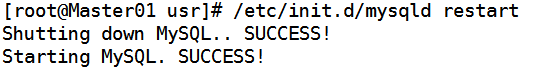 [root@Master01 usr]# /etc/init.d/mysqld restart
Shutting down MySQL.. SUCCESS!
Starting MySQL. SUCCESS!